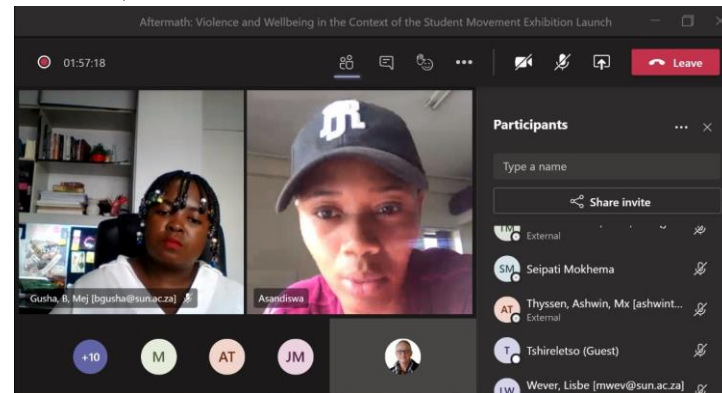 Aftermath: Violence and Wellbeing in the Context of the Student Movement Exhibition Launch
01:57:18
Leave
Gusha, B, Mej [bgusha@sun.ac.za]
Asandiswa
+10
M
AT
JM
Participants
Type a name
Share invite
External
SM
Seipati Mokhema
AT
Thyssen, Ashwin, Mx [ashwint...
External
T
Tshireletso (Guest)
LW
Wever, Lisbe [mwev@sun.ac.za]